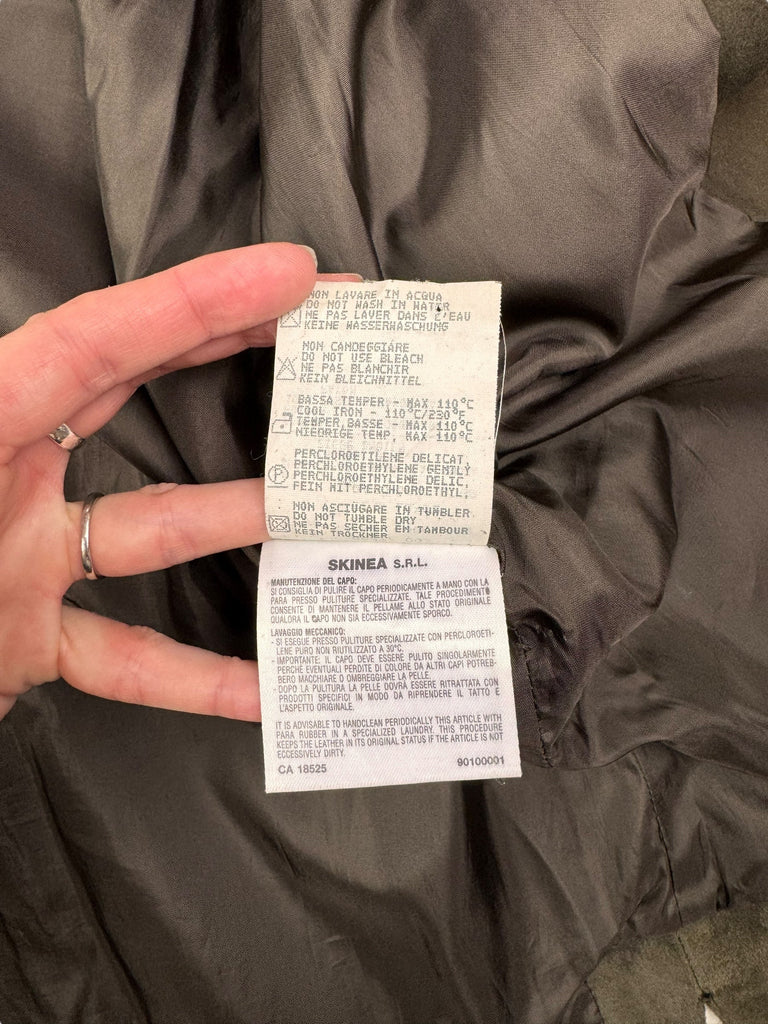 NON LAVARE IN ACQUA
DO NOT WASH IN WATER
NE PAS LAVER DANS L'EAU
KEINE WASSERWASCHUNG
NON CANDEGGIARE
DO NOT USE BLEACH
NE PAS BLANCHIR
KEIN BLEICHNITTEL
BASSA TEMPER - MAX 110°C
COOL IRON - 110°C/230°F
TEMPER,BASSE - MAX 110°C
NIEDRIGE TEMP, MAX 110°C
PERCLOROETILENE DELICAT.
PERCHLOROETHYLENE GENTLY
PERCHLOROETHYLENE DELIC.
FEIN MIT PERCHLOROETHYL.
P
NON ASCIUGARE IN TUMBLER
DO NOT TUMBLE DRY
NE PAS SECHER EN TAMBOUR
KEIN TROCKNER
SKINEA S.R.L.
MANUTENZIONE DEL CAPO:
SI CONSIGLIA DI PULIRE IL CAPO PERIODICAMENTE A MANO CON LA
PARA PRESSO PULITURE SPECIALIZZATE. TALE PROCEDIMENTO
CONSENTE DI MANTENERE IL PELLAME ALLO STATO ORIGINALE
QUALORA IL CAPO NON SIA ECCESSIVAMENTE SPORCO.
LAVAGGIO MECCANICO:
- SI ESEGUE PRESSO PULITURE SPECIALIZZATE CON PERCLOROETI-
LENE PURO NON RIUTILIZZATO A 30°C.
- IMPORTANTE: IL CAPO DEVE ESSERE PULITO SINGOLARMENTE
PERCHE EVENTUALI PERDITE DI COLORE DA ALTRI CAPI POTREB-
BERO MACCHIARE O OMBREGGIARE LA PELLE.
- DOPO LA PULITURA LA PELLE DOVRÀ ESSERE RITRATTATA CON
PRODOTTI SPECIFICI IN MODO DA RIPRENDERE IL TATTO E
L'ASPETTO ORIGINALE.
IT IS ADVISABLE TO HANDCLEAN PERIODICALLY THIS ARTICLE WITH
PARA RUBBER IN A SPECIALIZED LAUNDRY. THIS PROCEDURE
KEEPS THE LEATHER IN ITS ORIGINAL STATUS IF THE ARTICLE IS NOT
ECCESSIVELY DIRTY.
CA 18525 90100001